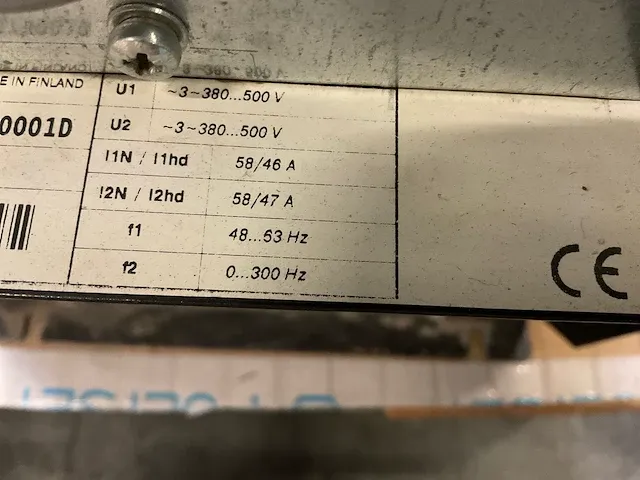 E IN FINLAND
0001D
U1 ~3~380...500 V
U2 ~3~380...500 V
I1N / I1hd 58/46 A
I2N / I2hd 58/47 A
f1 48...63 Hz
f2 0...300 Hz
CE